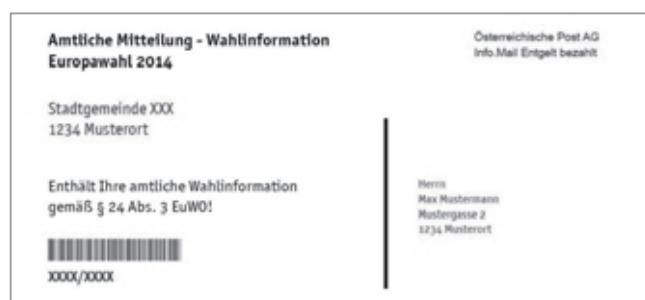 Amtliche Mitteilung - Wahlinformation
Europawahl 2014
Österreichische Post AG
Info.Mail Entgelt bezahlt
Stadtgemeinde XXX
1234 Musterort
Enthält Ihre amtliche Wahlinformation
gemäß § 24 Abs. 3 EuWO!
XXXX/XXXX
Herrn
Max Mustermann
Mustergasse 2
1234 Musterort